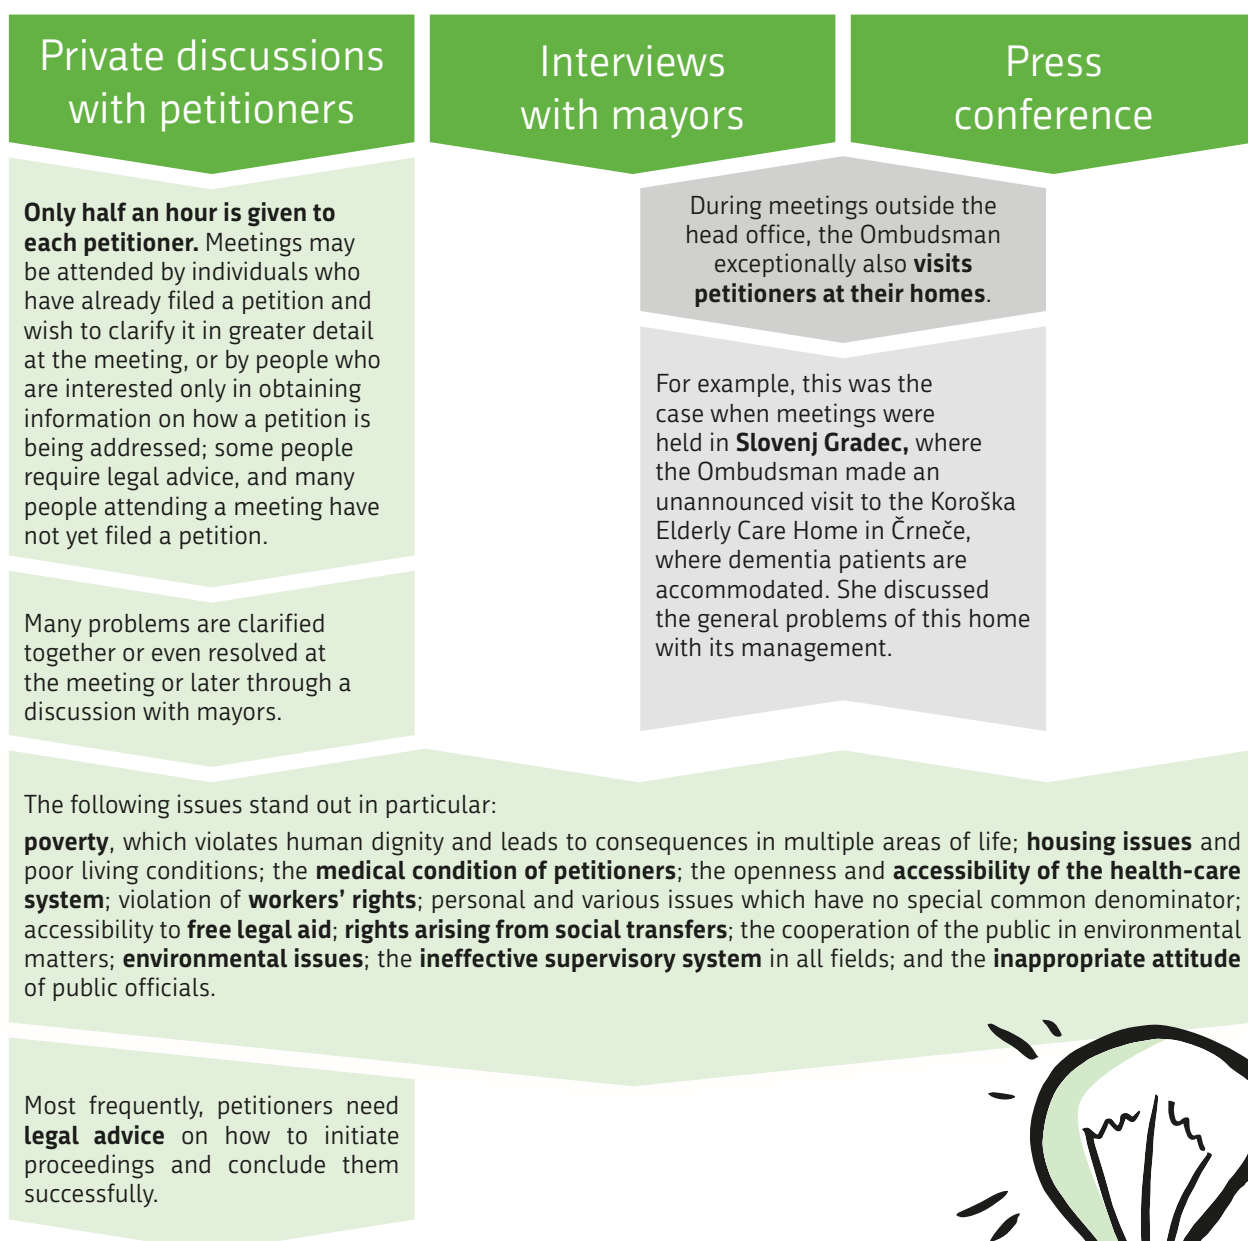 Private discussions
with petitioners
Interviews
with mayors
Press
conference
Only half an hour is given to
each petitioner. Meetings may
be attended by individuals who
have already filed a petition and
wish to clarify it in greater detail
at the meeting, or by people who
are interested only in obtaining
information on how a petition is
being addressed; some people
require legal advice, and many
people attending a meeting have
not yet filed a petition.
Many problems are clarified
together or even resolved at
the meeting or later through a
discussion with mayors.
During meetings outside the
head office, the Ombudsman
exceptionally also visits
petitioners at their homes.
For example, this was the
case when meetings were
held in Slovenj Gradec, where
the Ombudsman made an
unannounced visit to the Koroška
Elderly Care Home in Črneče,
where dementia patients are
accommodated. She discussed
the general problems of this home
with its management.
The following issues stand out in particular:
poverty, which violates human dignity and leads to consequences in multiple areas of life; housing issues and
poor living conditions; the medical condition of petitioners; the openness and accessibility of the health-care
system; violation of workers' rights; personal and various issues which have no special common denominator;
accessibility to free legal aid; rights arising from social transfers; the cooperation of the public in environmental
matters; environmental issues; the ineffective supervisory system in all fields; and the inappropriate attitude
of public officials.
Most frequently, petitioners need
legal advice on how to initiate
proceedings and conclude them
successfully.